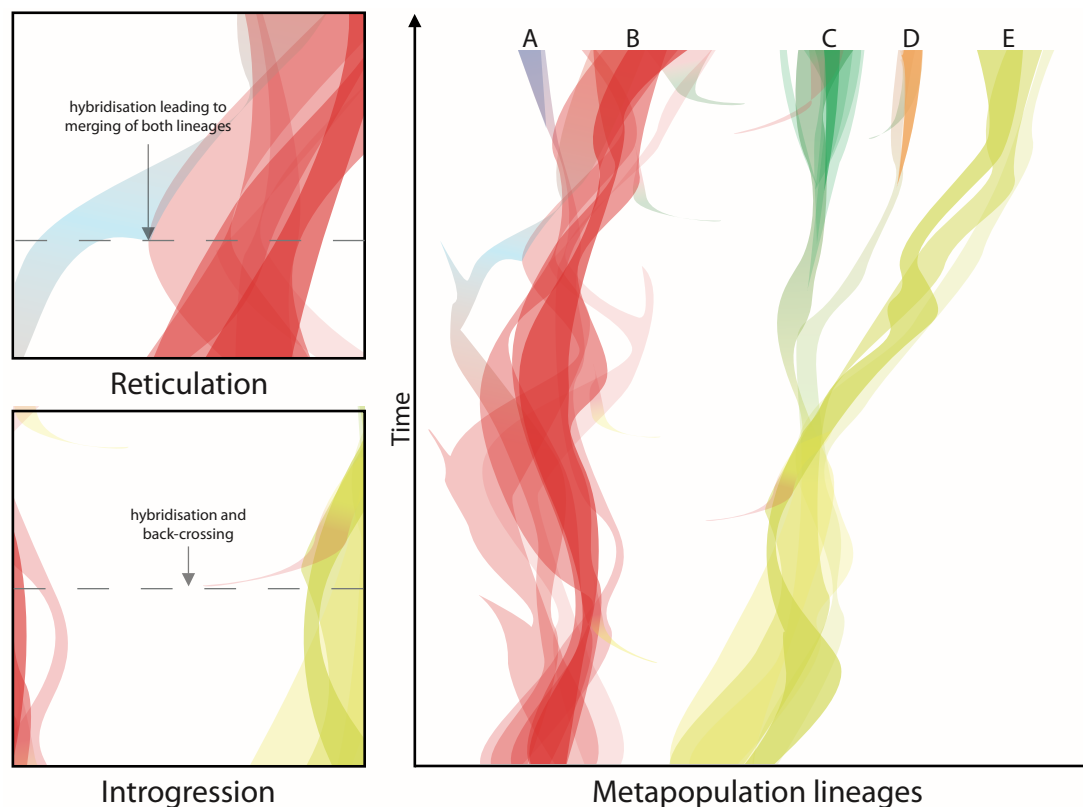 hybridisation leading to
merging of both lineages
Reticulation
hybridisation and
back-crossing
Introgression
A B C D E
Time
Metapopulation lineages